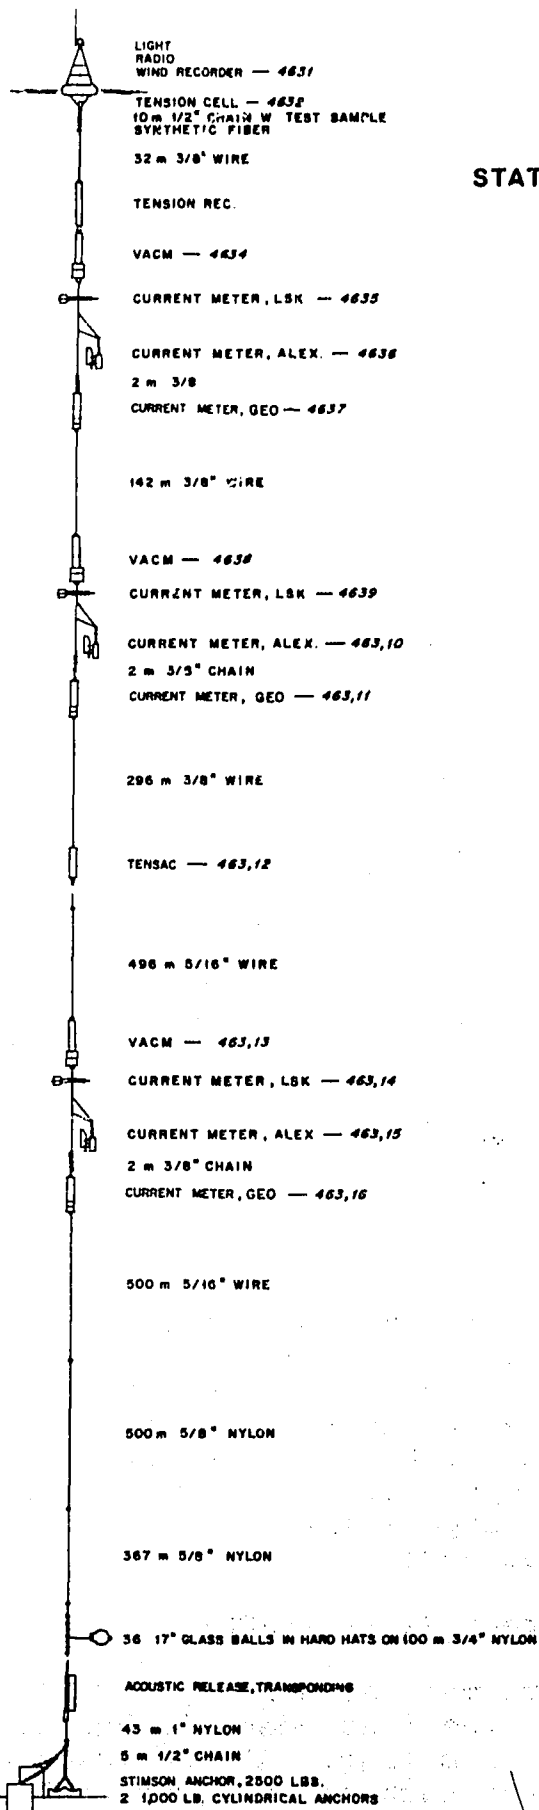 LIGHT
RADIO
WIND RECORDER — 4631
STAT
TENSION CELL — 4632
10 m 1/2" CHAIN W TEST SAMPLE
SYNTHETIC FIBER
32 m 3/8" WIRE
TENSION REC.
VACM — 4634
CURRENT METER, LSK — 4635
CURRENT METER, ALEX. — 4636
2 m 3/8
CURRENT METER, GEO — 4637
142 m 3/8" WIRE
VACM — 4638
CURRENT METER, LSK — 4639
CURRENT METER, ALEX. — 463,10
2 m 3/8" CHAIN
CURRENT METER, GEO — 463,11
296 m 3/8" WIRE
TENSAC — 463,12
496 m 5/16" WIRE
VACM — 463,13
CURRENT METER, LSK — 463,14
CURRENT METER, ALEX — 463,15
2 m 3/8" CHAIN
CURRENT METER, GEO — 463,16
500 m 5/16" WIRE
500 m 5/8" NYLON
367 m 5/8" NYLON
36 17" GLASS BALLS IN HARD HATS ON 100 m 3/4" NYLON
ACOUSTIC RELEASE, TRANSPONDING
43 m 1" NYLON
5 m 1/2" CHAIN
STIMSON ANCHOR, 2500 LBS.
2 1,000 LB. CYLINDRICAL ANCHORS